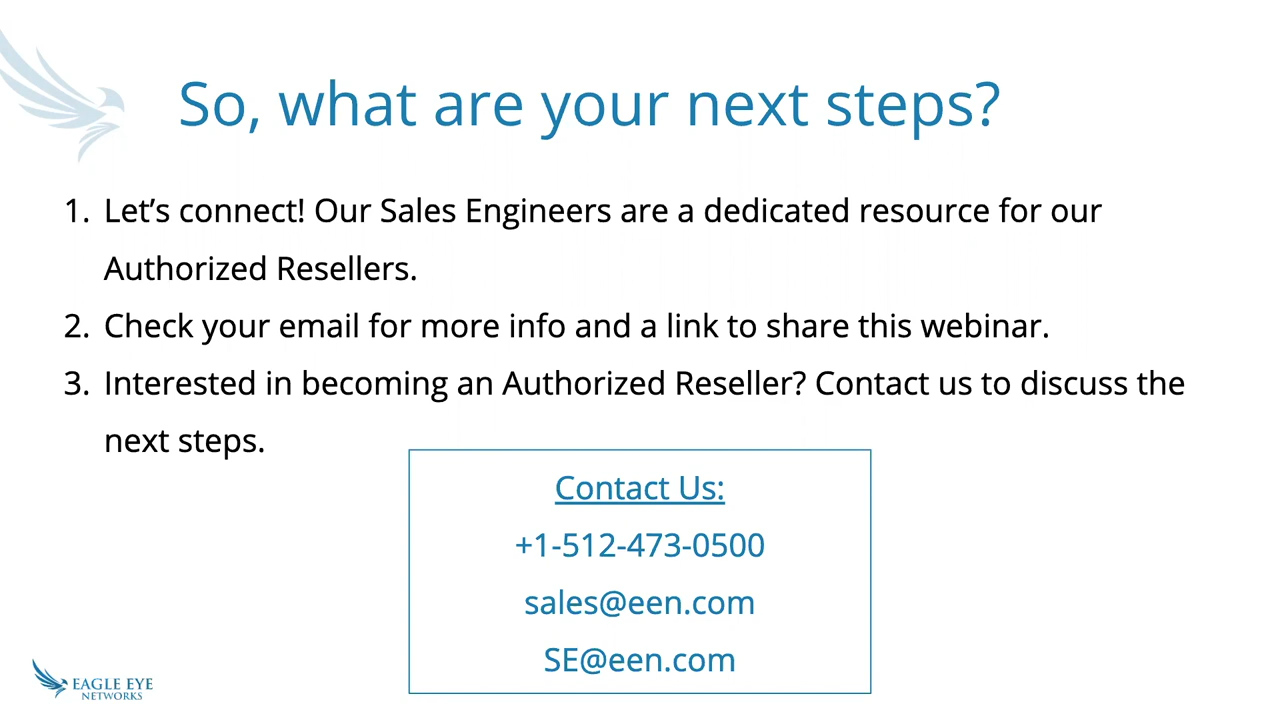 So, what are your next steps?
1. Let’s connect! Our Sales Engineers are a dedicated resource for our
Authorized Resellers.
2. Check your email for more info and a link to share this webinar.
3. Interested in becoming an Authorized Reseller? Contact us to discuss the
next steps.
Contact Us:
+1-512-473-0500
sales@een.com
SE@een.com
EAGLE EYE
NETWORKS